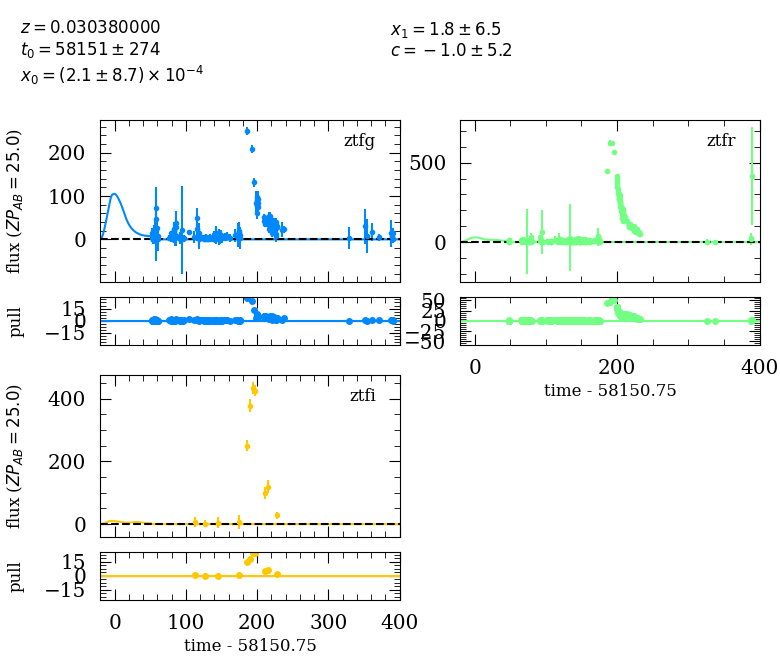 z = 0.030380000
t₀ = 58151 ± 274
x₀ = (2.1 ± 8.7) × 10⁻⁴
x₁ = 1.8 ± 6.5
c = −1.0 ± 5.2
flux (ZP_AB = 25.0)
200
100
0
ztfg
500
0
ztfr
pull
15
0
−15
50
25
0
−25
−50
0
200
400
time - 58150.75
flux (ZP_AB = 25.0)
400
200
0
ztfi
pull
15
0
−15
0
100
200
300
400
time - 58150.75